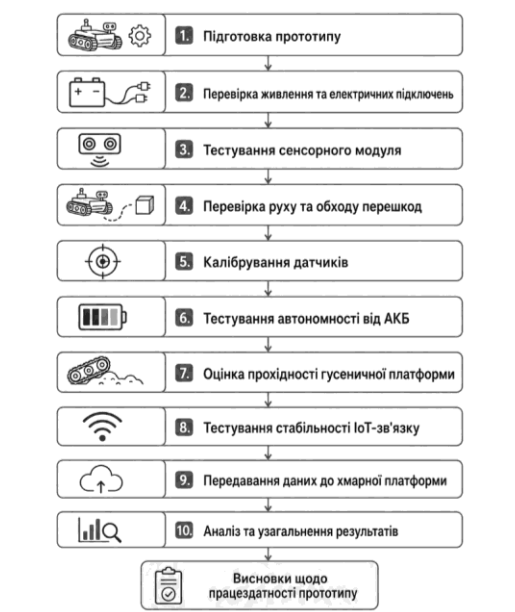 1. Підготовка прототипу
2. Перевірка живлення та електричних підключень
3. Тестування сенсорного модуля
4. Перевірка руху та обходу перешкод
5. Калібрування датчиків
6. Тестування автономності від АКБ
7. Оцінка прохідності гусеничної платформи
8. Тестування стабільності IoT-зв'язку
9. Передавання даних до хмарної платформи
10. Аналіз та узагальнення результатів
Висновки щодо
працездатності прототипу